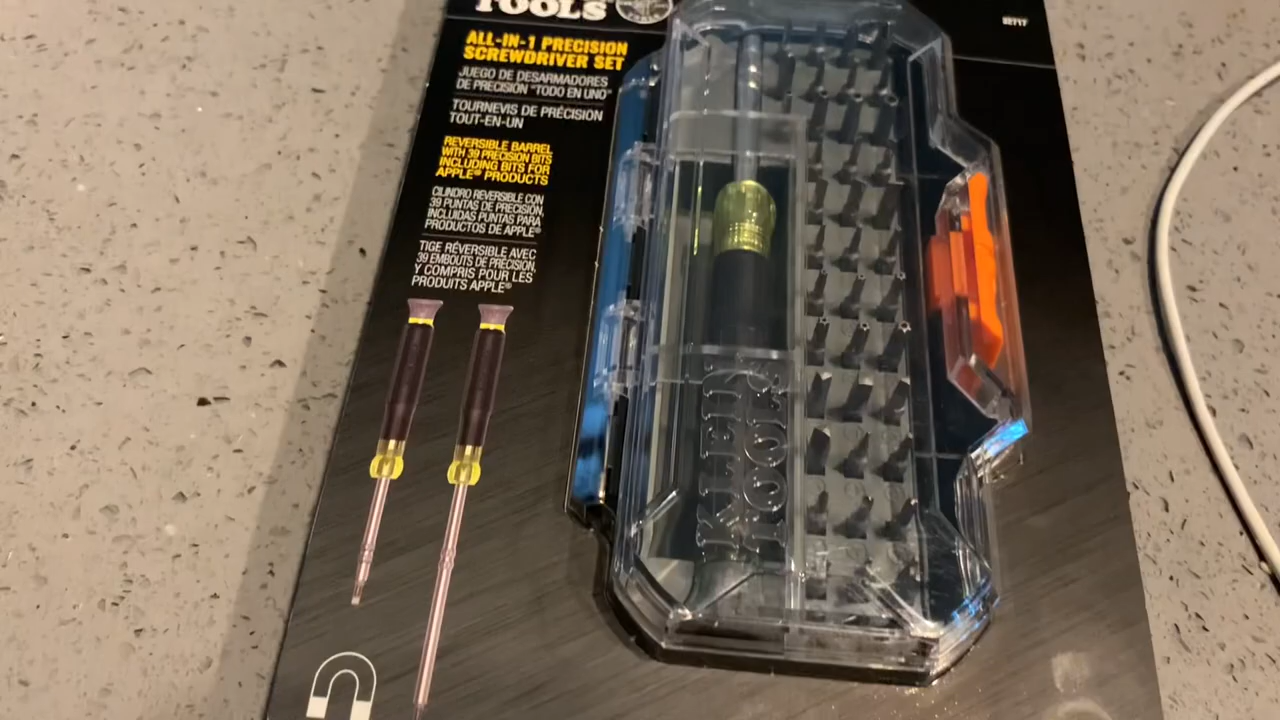 TOOLS
ALL-IN-1 PRECISION
SCREWDRIVER SET
JUEGO DE DESARMADORES
DE PRECISIÓN "TODO EN UNO"
TOURNEVIS DE PRÉCISION
TOUT-EN-UN
REVERSIBLE BARREL
WITH 39 PRECISION BITS
INCLUDING BITS FOR
APPLE® PRODUCTS
CILINDRO REVERSIBLE CON
39 PUNTAS DE PRECISIÓN,
INCLUIDAS PUNTAS PARA
PRODUCTOS DE APPLE®
TIGE RÉVERSIBLE AVEC
39 EMBOUTS DE PRÉCISION,
Y COMPRIS POUR LES
PRODUITS APPLE®
KLEIN
TOOLS